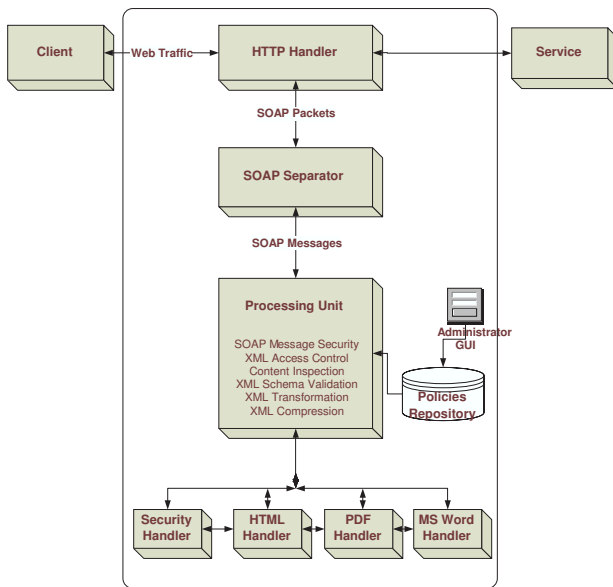 Client
Web Traffic
HTTP Handler
Service
SOAP Packets
SOAP Separator
SOAP Messages
Processing Unit
SOAP Message Security
XML Access Control
Content Inspection
XML Schema Validation
XML Transformation
XML Compression
Administrator
GUI
Policies
Repository
Security
Handler
HTML
Handler
PDF
Handler
MS Word
Handler